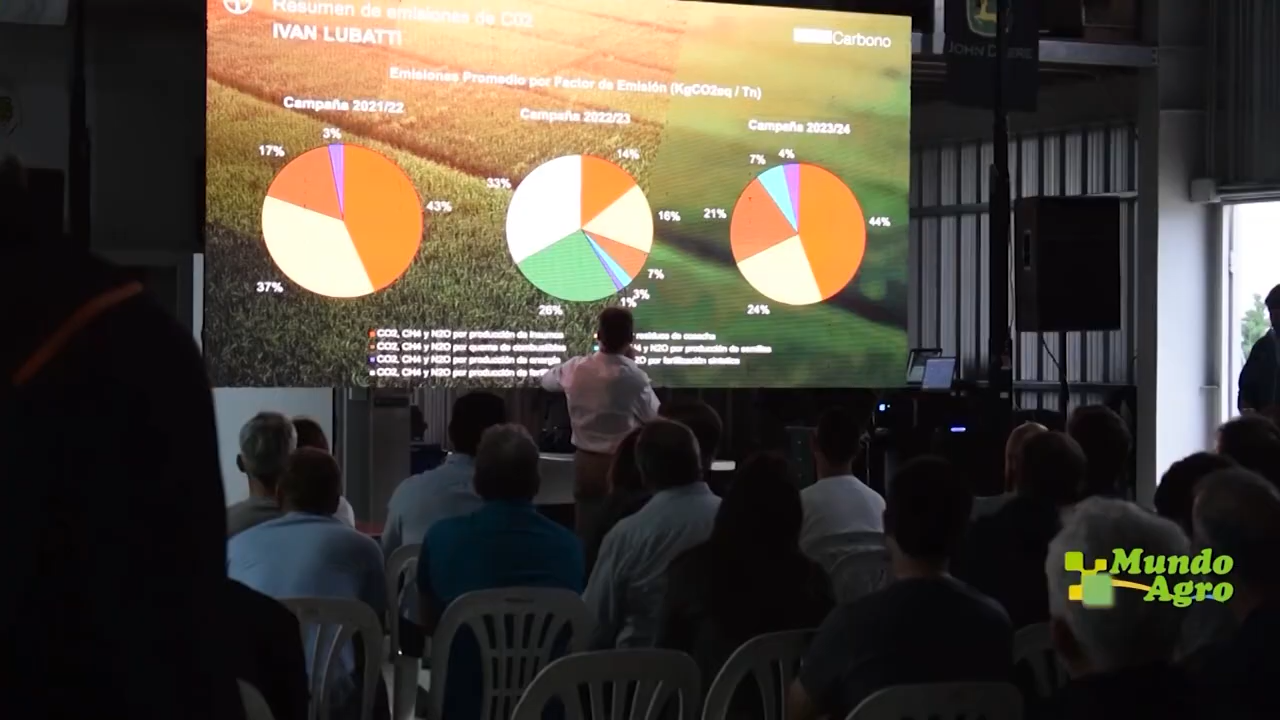 Resumen de emisiones de C02
IVAN LUBATTI
Carbono
JOHN DEERE
Emisiones Promedio por Factor de Emisión (KgCO2eq / Tn)
Campaña 2021/22
Campaña 2022/23
Campaña 2023/24
3%
17%
43%
37%
14%
33%
16%
7%
3%
1%
26%
7%
4%
21%
44%
24%
CO2, CH4 y N2O por producción de insumos
CO2, CH4 y N2O por quema de combustibles
CO2, CH4 y N2O por producción de energía
CO2, CH4 y N2O por producción de
residuos de cosecha
y N2O por producción de semillas
por fertilización sintética
Mundo
Agro